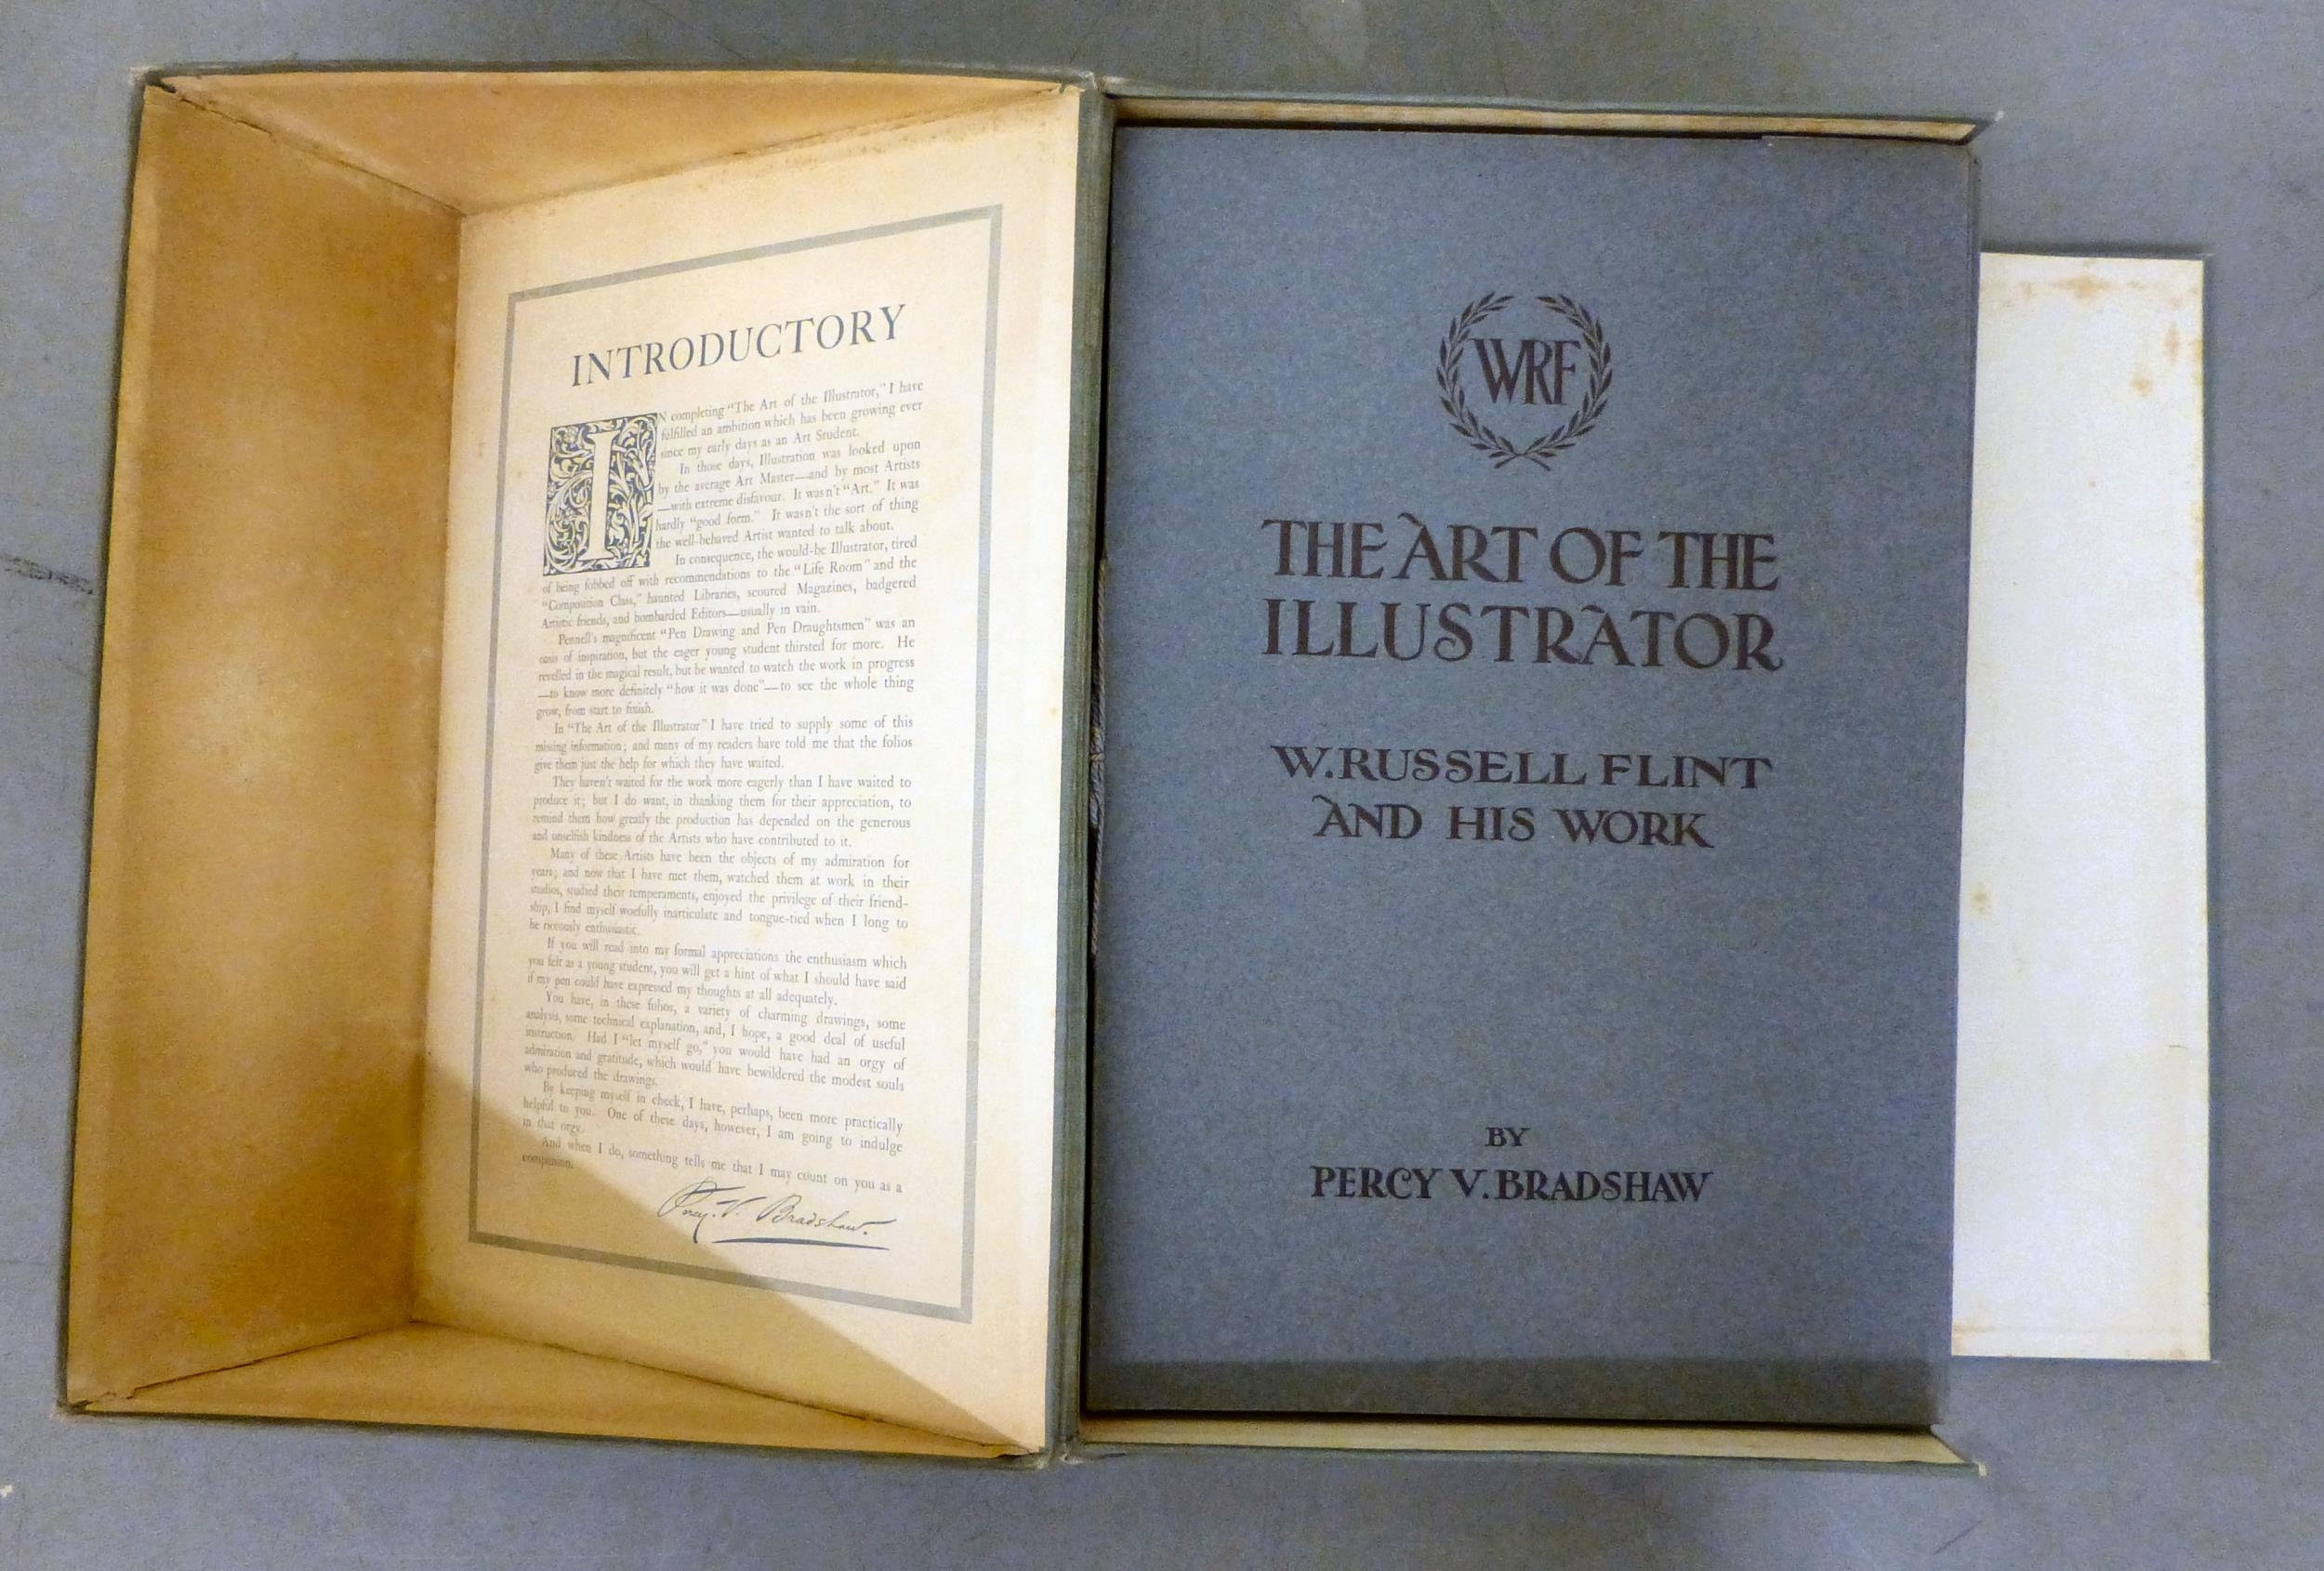 INTRODUCTORY
IN completing "The Art of the Illustrator," I have
fulfilled an ambition which has been growing ever
since my early days as an Art Student.
In those days, Illustration was looked upon
by the average Art Master—and by most Artists
—with extreme disfavour. It wasn't "Art." It was
hardly "good form." It wasn't the sort of thing
the well-behaved Artist wanted to talk about.
In consequence, the would-be Illustrator, tired
of being fobbed off with recommendations to the "Life Room" and the
"Composition Class," haunted Libraries, scoured Magazines, badgered
Artistic friends, and bombarded Editors—usually in vain.
Pennell's magnificent "Pen Drawing and Pen Draughtsmen" was an
oasis of inspiration, but the eager young student thirsted for more. He
revelled in the magical result, but he wanted to watch the work in progress
—to know more definitely "how it was done"—to see the whole thing
grow, from start to finish.
In "The Art of the Illustrator" I have tried to supply some of this
missing information; and many of my readers have told me that the folios
give them just the help for which they have waited.
They haven't waited for the work more eagerly than I have waited to
produce it; but I do want, in thanking them for their appreciation, to
remind them how greatly the production has depended on the generous
and unselfish kindness of the Artists who have contributed to it.
Many of these Artists have been the objects of my admiration for
years; and now that I have met them, watched them at work in their
studios, studied their temperaments, enjoyed the privilege of their friend-
ship, I find myself woefully inarticulate and tongue-tied when I long to
be riotously enthusiastic.
If you will read into my formal appreciations the enthusiasm which
you felt as a young student, you will get a hint of what I should have said
if my pen could have expressed my thoughts at all adequately.
You have, in these folios, a variety of charming drawings, some
analysis, some technical explanation, and, I hope, a good deal of useful
instruction. Had I "let myself go," you would have had an orgy of
admiration and gratitude, which would have bewildered the modest souls
who produced the drawings.
By keeping myself in check, I have, perhaps, been more practically
helpful to you. One of these days, however, I am going to indulge
in that orgy.
And when I do, something tells me that I may count on you as a
companion.
Percy V. Bradshaw.
WRF
THE ART OF THE
ILLUSTRATOR
W. RUSSELL FLINT
AND HIS WORK
BY
PERCY V. BRADSHAW